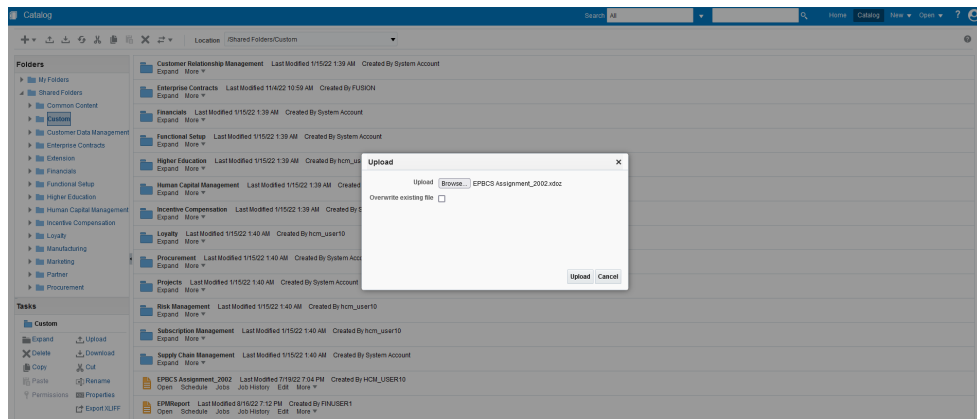 Catalog
Search All
Home Catalog New Open ?
Location /Shared Folders/Custom
Folders
My Folders
Shared Folders
Common Content
Custom
Customer Data Management
Enterprise Contracts
Extension
Financials
Functional Setup
Higher Education
Human Capital Management
Incentive Compensation
Loyalty
Manufacturing
Marketing
Partner
Procurement
Tasks
Custom
Expand Upload
Delete Download
Copy Cut
Paste Rename
Permissions Properties
Export XLIFF
Customer Relationship Management Last Modified 1/15/22 1:39 AM Created By System Account
Expand More
Enterprise Contracts Last Modified 11/4/22 10:59 AM Created By FUSION
Expand More
Financials Last Modified 1/15/22 1:39 AM Created By System Account
Expand More
Functional Setup Last Modified 1/15/22 1:39 AM Created By System Account
Expand More
Higher Education Last Modified 1/15/22 1:39 AM Created By hcm_us
Expand More
Human Capital Management Last Modified 1/15/22 1:39 AM Created
Expand More
Incentive Compensation Last Modified 1/15/22 1:39 AM Created By S
Expand More
Loyalty Last Modified 1/15/22 1:40 AM Created By hcm_user10
Expand More
Procurement Last Modified 1/15/22 1:40 AM Created By System Acco
Expand More
Projects Last Modified 1/15/22 1:40 AM Created By System Account
Expand More
Risk Management Last Modified 1/15/22 1:40 AM Created By hcm_user10
Expand More
Subscription Management Last Modified 1/15/22 1:40 AM Created By hcm_user10
Expand More
Supply Chain Management Last Modified 1/15/22 1:40 AM Created By System Account
Expand More
EPBCS Assignment_2002 Last Modified 7/19/22 7:04 PM Created By HCM_USER10
Open Schedule Jobs Job History Edit More
EPMReport Last Modified 8/16/22 7:12 PM Created By FINUSER1
Open Schedule Jobs Job History Edit More
Upload
Upload Browse... EPBCS Assignment_2002.xdoz
Overwrite existing file
Upload Cancel